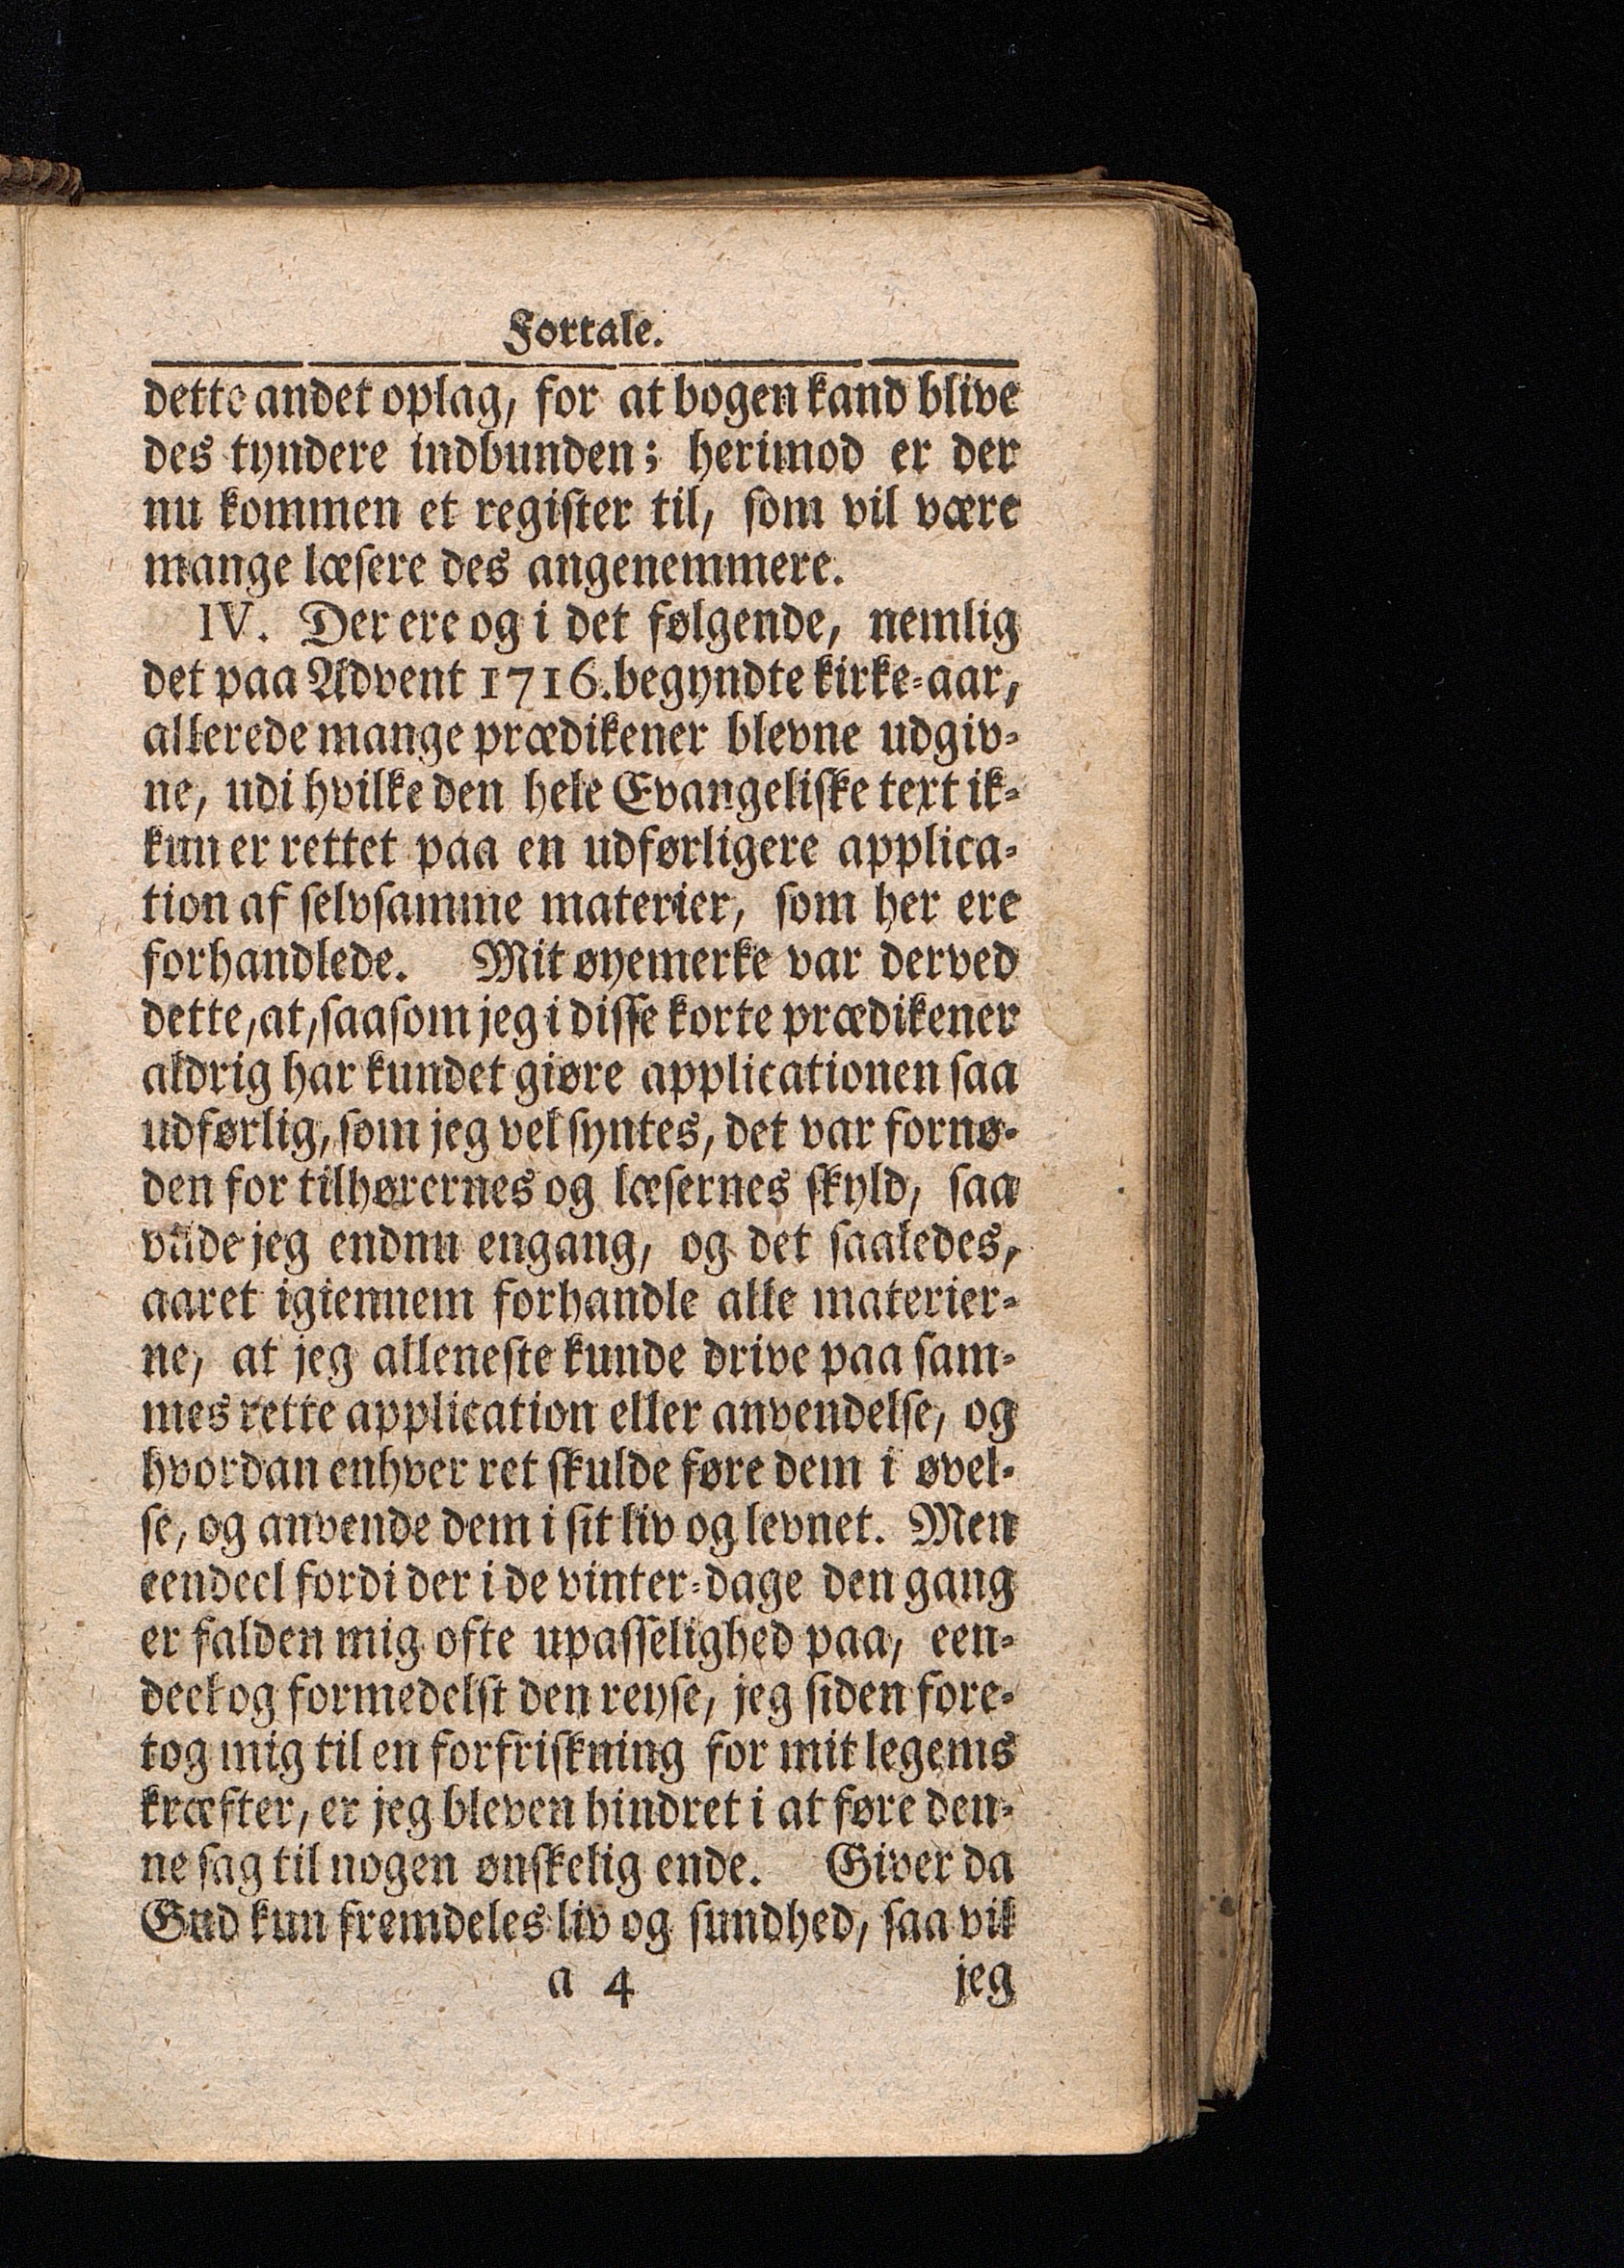 Fortale.
dette andet oplag, for at bogen kand blive
des tyndere indbunden; herimod er der
nu kommen et register til, som vil være
mange læsere des angenemmere.
IV. Der ere og i det følgende, nemlig
det paa Advent 1716. begyndte kirke-aar,
allerede mange prædikener blevne udgiv-
ne, udi hvilke den hele Evangeliske text ik-
kun er rettet paa en udførligere applica-
tion af selvsamme materier, som her ere
forhandlede. Mit øyemerke var derved
dette, at, saasom jeg i disse korte prædikener
aldrig har kundet giøre applicationen saa
udførlig, som jeg vel syntes, det var fornø-
den for tilhørernes og læsernes skyld, saa
vilde jeg endnu engang, og det saaledes,
aaret igiennem forhandle alle materier-
ne, at jeg alleneste kunde drive paa sam-
mes rette application eller anvendelse, og
hvordan enhver ret skulde føre dem i øvel-
se, og anvende dem i sit liv og levnet. Men
eendeel fordi der i de vinter-dage den gang
er falden mig ofte upasselighed paa, een-
deel og formedelst den reyse, jeg siden fore-
tog mig til en forfriskning for mit legems
kræfter, er jeg bleven hindret i at føre den-
ne sag til nogen ønskelig ende. Giver da
Gud kun fremdeles liv og sundhed, saa vil
a 4 jeg